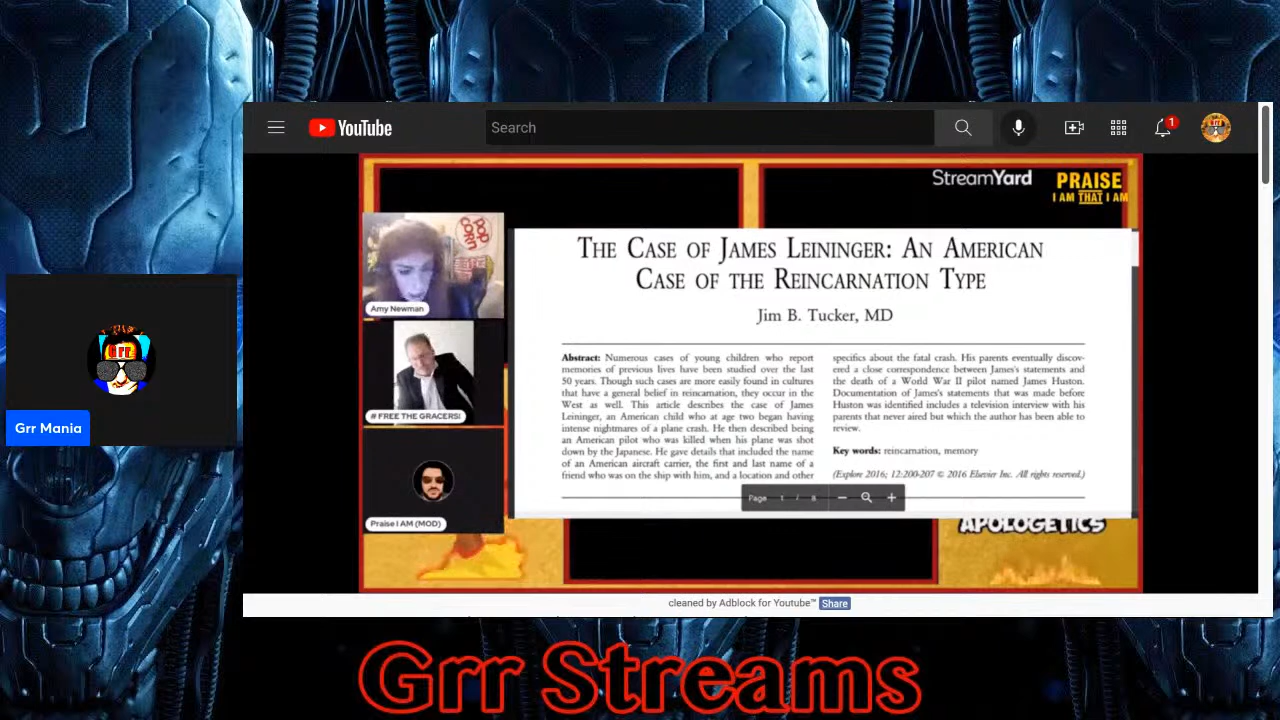 YouTube
Search
1
StreamYard
PRAISE
I AM THAT I AM
POP
CORN
Amy Newman
# FREE THE GRACERS!
Praise I AM (MOD)
THE CASE OF JAMES LEININGER: AN AMERICAN
CASE OF THE REINCARNATION TYPE
Jim B. Tucker, MD
Abstract: Numerous cases of young children who report
memories of previous lives have been studied over the last
50 years. Though such cases are more easily found in cultures
that have a general belief in reincarnation, they occur in the
West as well. This article describes the case of James
Leininger, an American child who at age two began having
intense nightmares of a plane crash. He then described being
an American pilot who was killed when his plane was shot
down by the Japanese. He gave details that included the name
of an American aircraft carrier, the first and last name of a
friend who was on the ship with him, and a location and other
specifics about the fatal crash. His parents eventually discov-
ered a close correspondence between James's statements and
the death of a World War II pilot named James Huston.
Documentation of James's statements that was made before
Huston was identified includes a television interview with his
parents that never aired but which the author has been able to
review.
Key words: reincarnation, memory
(Explore 2016; 12:200-207 © 2016 Elsevier Inc. All rights reserved.)
Page 1 / 8
APOLOGETICS
cleaned by Adblock for Youtube™ Share
Grr
Grr Mania
Grr Streams